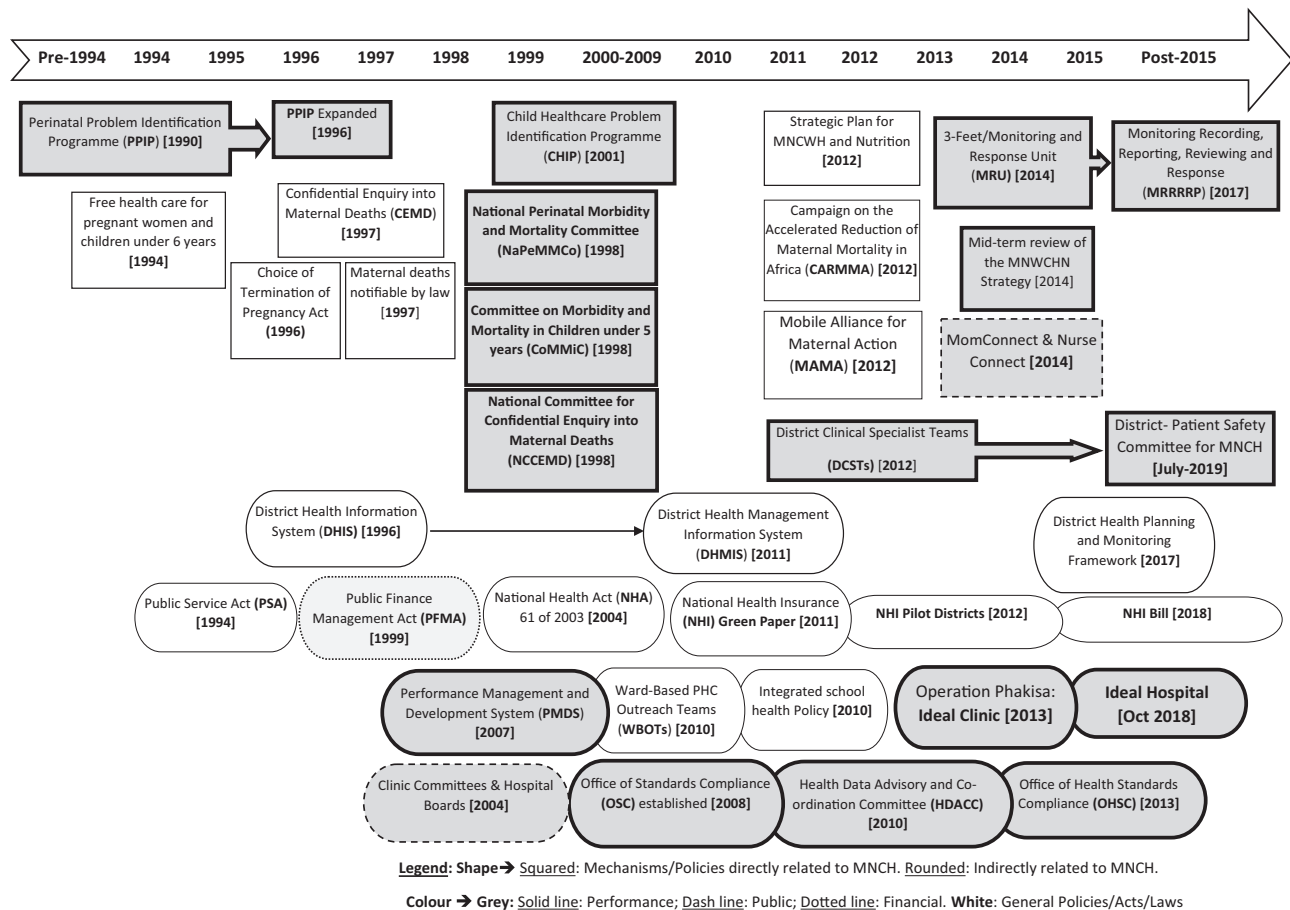 Pre-1994 1994 1995 1996 1997 1998 1999 2000-2009 2010 2011 2012 2013 2014 2015 Post-2015
Perinatal Problem Identification
Programme (PPIP) [1990]
PPIP Expanded
[1996]
Child Healthcare Problem
Identification Programme
(CHIP) [2001]
Strategic Plan for
MNCWH and Nutrition
[2012]
3-Feet/Monitoring and
Response Unit
(MRU) [2014]
Monitoring Recording,
Reporting, Reviewing and
Response
(MRRRRP) [2017]
Free health care for
pregnant women and
children under 6 years
[1994]
Confidential Enquiry into
Maternal Deaths (CEMD)
[1997]
National Perinatal Morbidity
and Mortality Committee
(NaPeMMCo) [1998]
Campaign on the
Accelerated Reduction of
Maternal Mortality in
Africa (CARMMA) [2012]
Mid-term review of
the MNWCHN
Strategy [2014]
Choice of
Termination of
Pregnancy Act
(1996)
Maternal deaths
notifiable by law
[1997]
Committee on Morbidity and
Mortality in Children under 5
years (CoMMiC) [1998]
Mobile Alliance for
Maternal Action
(MAMA) [2012]
MomConnect & Nurse
Connect [2014]
National Committee for
Confidential Enquiry into
Maternal Deaths
(NCCEMD) [1998]
District Clinical Specialist Teams
(DCSTs) [2012]
District- Patient Safety
Committee for MNCH
[July-2019]
District Health Information
System (DHIS) [1996]
District Health Management
Information System
(DHMIS) [2011]
District Health Planning
and Monitoring
Framework [2017]
Public Service Act (PSA)
[1994]
Public Finance
Management Act (PFMA)
[1999]
National Health Act (NHA)
61 of 2003 [2004]
National Health Insurance
(NHI) Green Paper [2011]
NHI Pilot Districts [2012]
NHI Bill [2018]
Performance Management and
Development System (PMDS)
[2007]
Ward-Based PHC
Outreach Teams
(WBOTs) [2010]
Integrated school
health Policy [2010]
Operation Phakisa:
Ideal Clinic [2013]
Ideal Hospital
[Oct 2018]
Clinic Committees & Hospital
Boards [2004]
Office of Standards Compliance
(OSC) established [2008]
Health Data Advisory and Co-
ordination Committee (HDACC)
[2010]
Office of Health Standards
Compliance (OHSC) [2013]
Legend: Shape➔ Squared: Mechanisms/Policies directly related to MNCH. Rounded: Indirectly related to MNCH.
Colour ➔ Grey: Solid line: Performance; Dash line: Public; Dotted line: Financial. White: General Policies/Acts/Laws